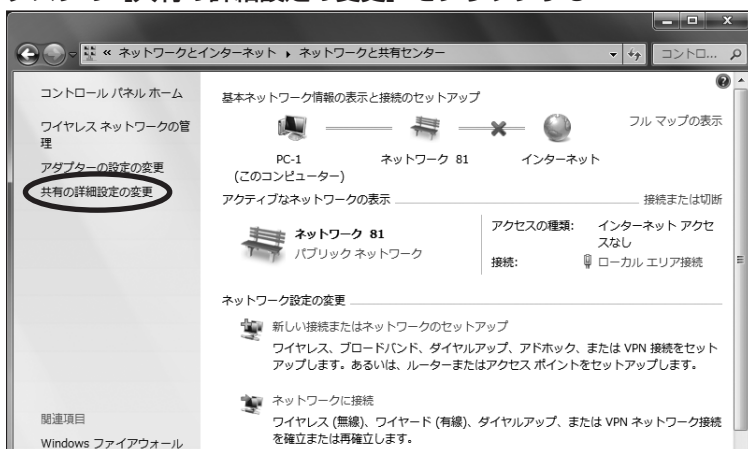 « ネットワークとインターネット ▸ ネットワークと共有センター
コントロ...
コントロール パネル ホーム
ワイヤレス ネットワークの管
理
アダプターの設定の変更
共有の詳細設定の変更
関連項目
Windows ファイアウォール
基本ネットワーク情報の表示と接続のセットアップ
フル マップの表示
PC-1
(このコンピューター)
ネットワーク 81
インターネット
アクティブなネットワークの表示
接続または切断
ネットワーク 81
パブリック ネットワーク
アクセスの種類:
インターネット アクセ
スなし
接続:
ローカル エリア接続
ネットワーク設定の変更
新しい接続またはネットワークのセットアップ
ワイヤレス、ブロードバンド、ダイヤルアップ、アドホック、または VPN 接続をセット
アップします。あるいは、ルーターまたはアクセス ポイントをセットアップします。
ネットワークに接続
ワイヤレス (無線)、ワイヤード (有線)、ダイヤルアップ、または VPN ネットワーク接続
を確立または再確立します。